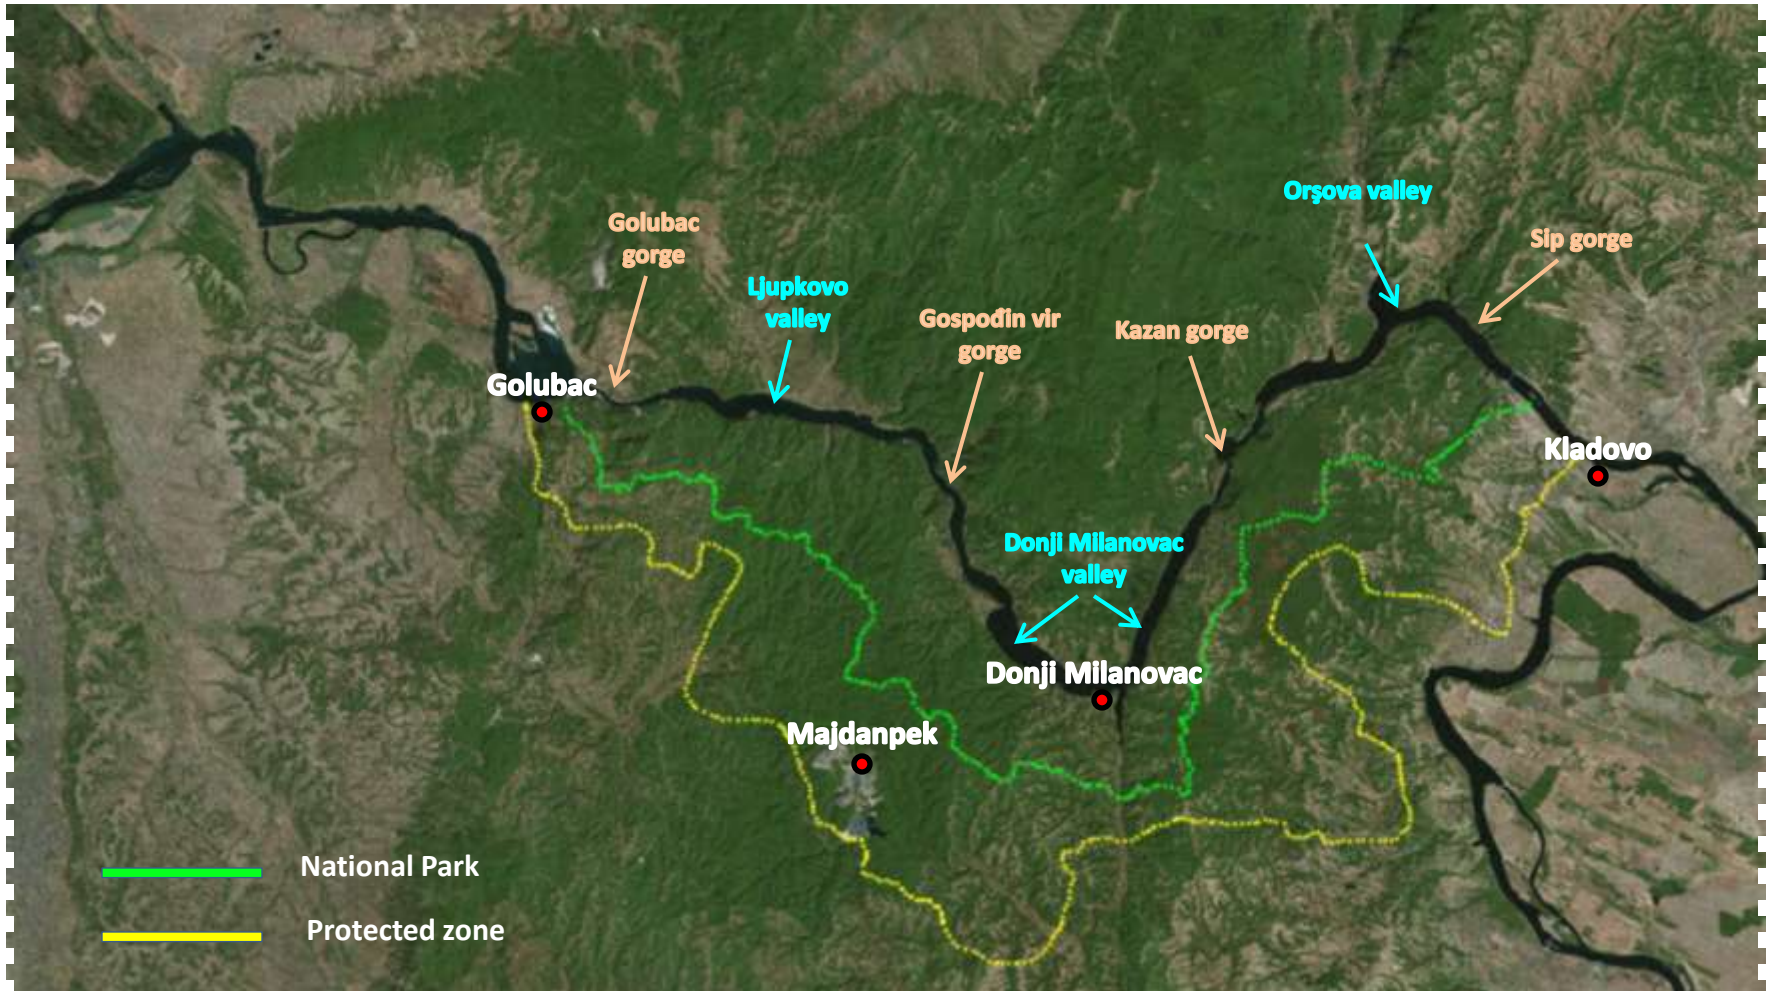 Orşova valley
Golubac
gorge
Sip gorge
Ljupkovo
valley
Gospođin vir
gorge
Kazan gorge
Golubac
Kladovo
Donji Milanovac
valley
Donji Milanovac
Majdanpek
National Park
Protected zone